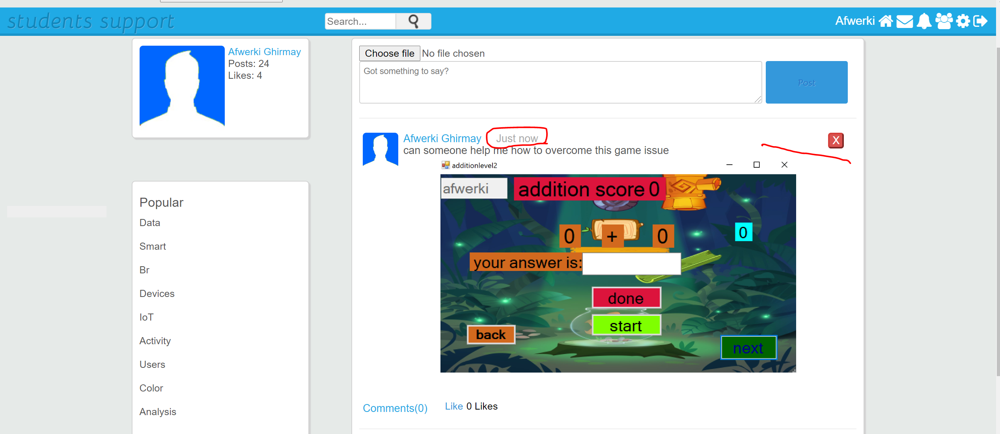 students support
Search...
Afwerki
Afwerki Ghirmay
Posts: 24
Likes: 4
Popular
Data
Smart
Br
Devices
IoT
Activity
Users
Color
Analysis
Choose file No file chosen
Got something to say?
Post
Afwerki Ghirmay Just now
X
can someone help me how to overcome this game issue
additionlevel2
afwerki
addition score 0
0 + 0
0
your answer is:
done
start
back
next
Comments(0) Like 0 Likes